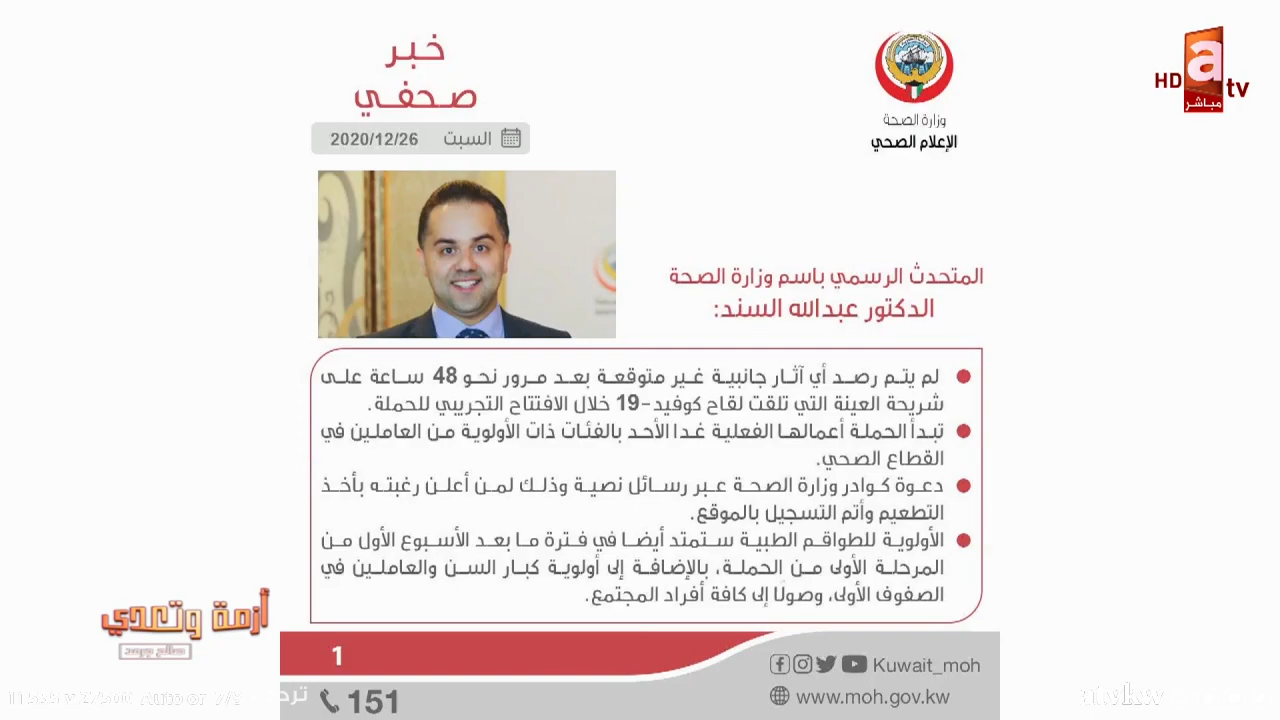 خبر
صحفي
السبت 2020/12/26
وزارة الصحة
الإعلام الصحي
a tv HD
مباشر
المتحدث الرسمي باسم وزارة الصحة
الدكتور عبدالله السند:
لم يتم رصد أي آثار جانبية غير متوقعة بعد مرور نحو 48 ساعة على
شريحة العينة التي تلقت لقاح كوفيد-19 خلال الافتتاح التجريبي للحملة.
تبدأ الحملة أعمالها الفعلية غدا الأحد بالفئات ذات الأولوية من العاملين في
القطاع الصحي.
دعوة كوادر وزارة الصحة عبر رسائل نصية وذلك لمن أعلن رغبته بأخذ
التطعيم وأتم التسجيل بالموقع.
الأولوية للطواقم الطبية ستمتد أيضا في فترة ما بعد الأسبوع الأول من
المرحلة الأولى من الحملة، بالإضافة إلى أولوية كبار السن والعاملين في
الصفوف الأولى، وصولًا إلى كافة أفراد المجتمع.
أزمة وتعدي
1
Kuwait_moh
151
www.moh.gov.kw